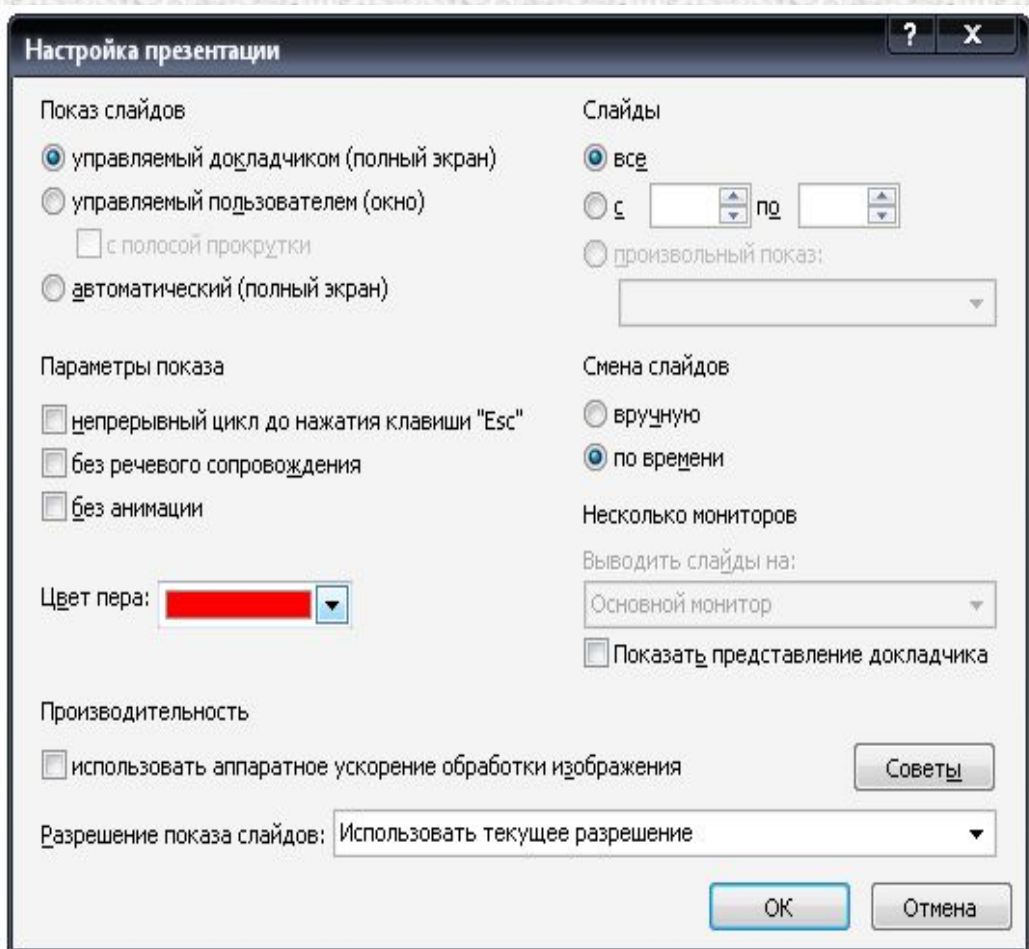 Настройка презентации
?
X
Показ слайдов
управляемый докладчиком (полный экран)
управляемый пользователем (окно)
с полосой прокрутки
автоматический (полный экран)
Слайды
все
с по
произвольный показ:
Параметры показа
непрерывный цикл до нажатия клавиши "Esc"
без речевого сопровождения
без анимации
Цвет пера:
Смена слайдов
вручную
по времени
Несколько мониторов
Выводить слайды на:
Основной монитор
Показать представление докладчика
Производительность
использовать аппаратное ускорение обработки изображения
Советы
Разрешение показа слайдов: Использовать текущее разрешение
ОК
Отмена